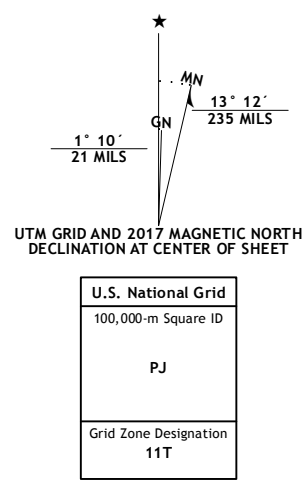 ★
MN
GN
13° 12´
235 MILS
1° 10´
21 MILS
UTM GRID AND 2017 MAGNETIC NORTH
DECLINATION AT CENTER OF SHEET
U.S. National Grid
100,000-m Square ID
PJ
Grid Zone Designation
11T